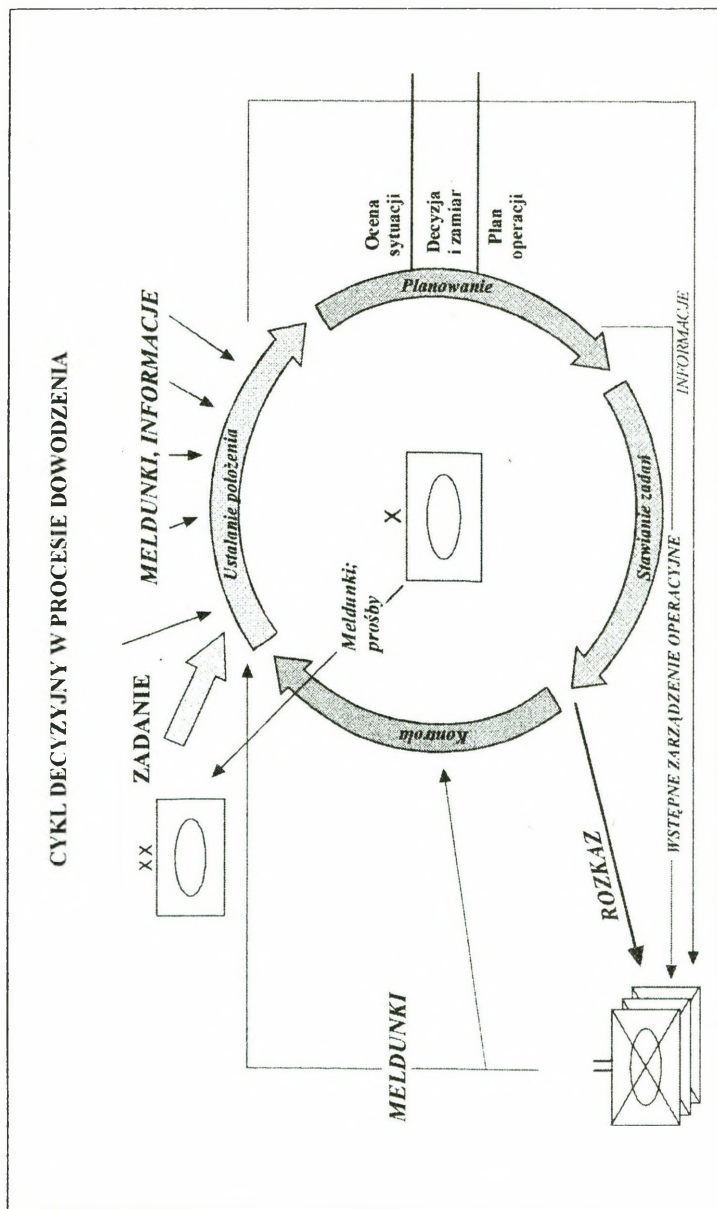 CYKL DECYZYJNY W PROCESIE DOWODZENIA
XX
ZADANIE
MELDUNKI, INFORMACJE
Ustalanie położenia
Meldunki;
prośby
X
Ocena
sytuacji
Decyzja
i zamiar
Plan
operacji
Planowanie
Kontrola
Stawianie zadań
MELDUNKI
ROZKAZ
WSTĘPNE ZARZĄDZENIE OPERACYJNE
INFORMACJE